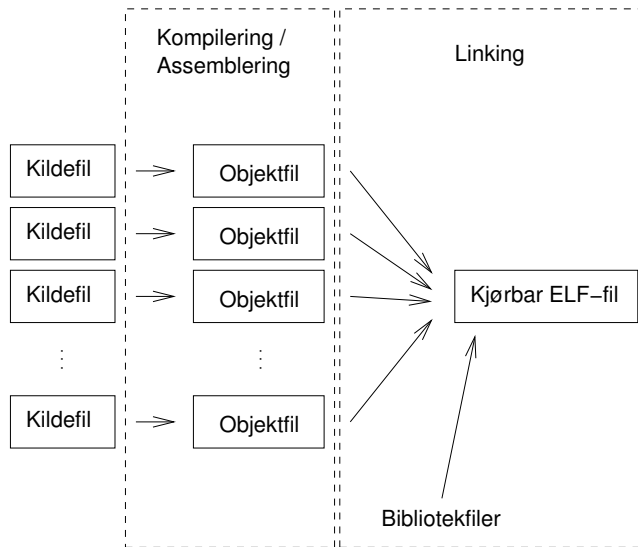 Kompilering /
Assemblering
Linking
Kildefil
Objektfil
Kildefil
Objektfil
Kildefil
Objektfil
Kjørbar ELF−fil
Kildefil
Objektfil
Bibliotekfiler